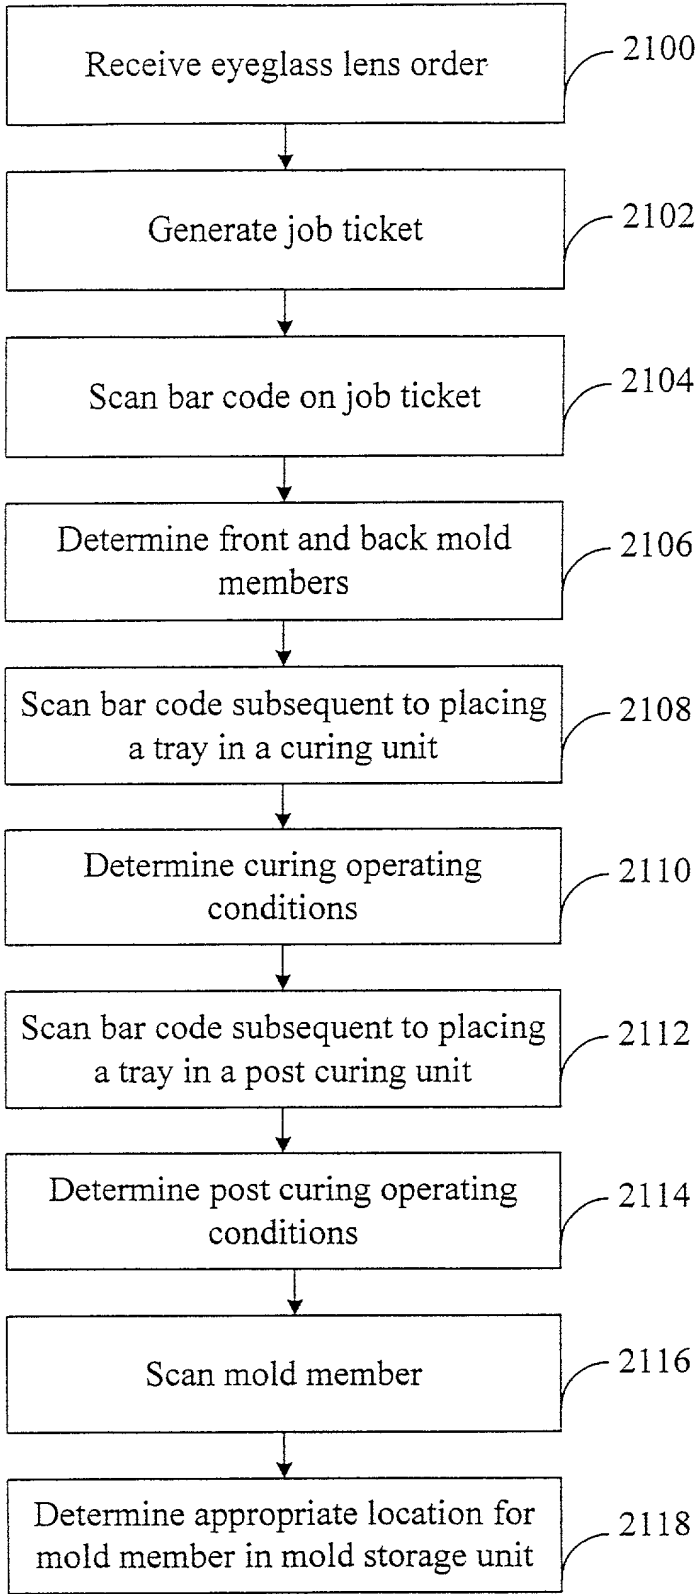 Receive eyeglass lens order
2100
Generate job ticket
2102
Scan bar code on job ticket
2104
Determine front and back mold
members
2106
Scan bar code subsequent to placing
a tray in a curing unit
2108
Determine curing operating
conditions
2110
Scan bar code subsequent to placing
a tray in a post curing unit
2112
Determine post curing operating
conditions
2114
Scan mold member
2116
Determine appropriate location for
mold member in mold storage unit
2118